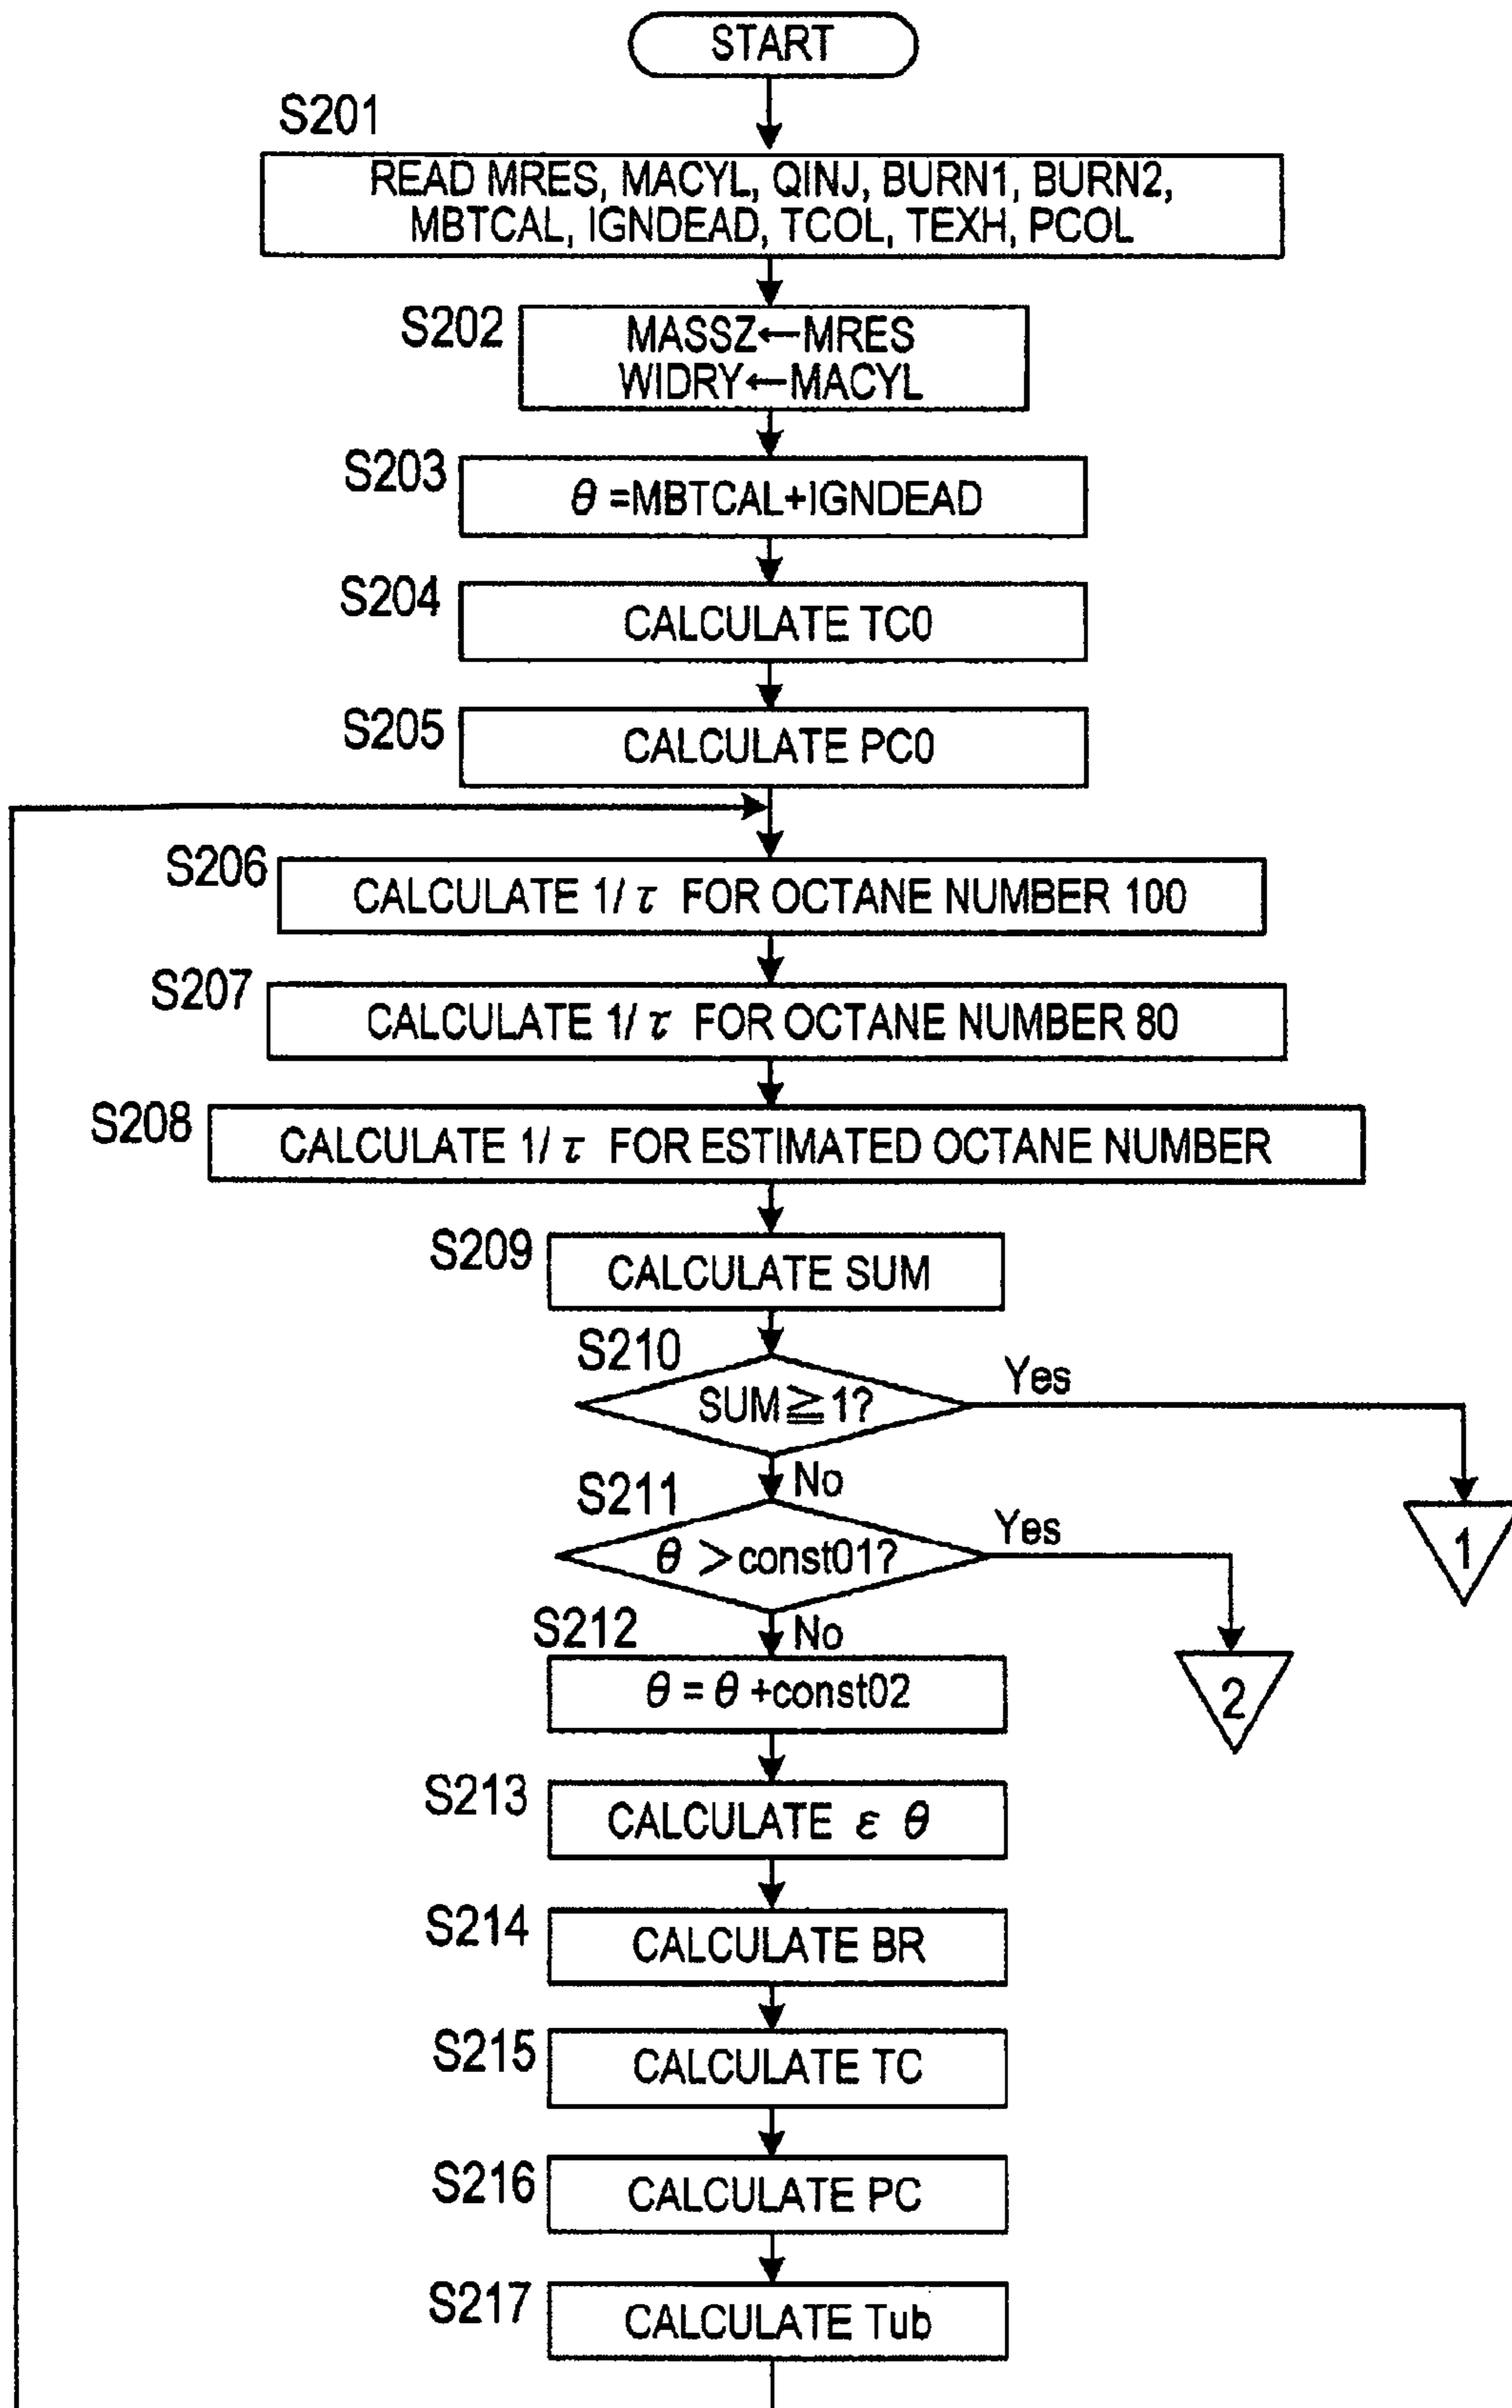 START
S201
READ MRES, MACYL, QINJ, BURN1, BURN2,
MBTCAL, IGNDEAD, TCOL, TEXH, PCOL
S202
MASSZ←MRES
WIDRY←MACYL
S203
θ =MBTCAL+IGNDEAD
S204
CALCULATE TC0
S205
CALCULATE PC0
S206
CALCULATE 1/ τ FOR OCTANE NUMBER 100
S207
CALCULATE 1/ τ FOR OCTANE NUMBER 80
S208
CALCULATE 1/ τ FOR ESTIMATED OCTANE NUMBER
S209
CALCULATE SUM
S210
SUM≧1?
Yes
No
1
S211
θ >const01?
Yes
No
2
S212
θ = θ +const02
S213
CALCULATE ε θ
S214
CALCULATE BR
S215
CALCULATE TC
S216
CALCULATE PC
S217
CALCULATE Tub